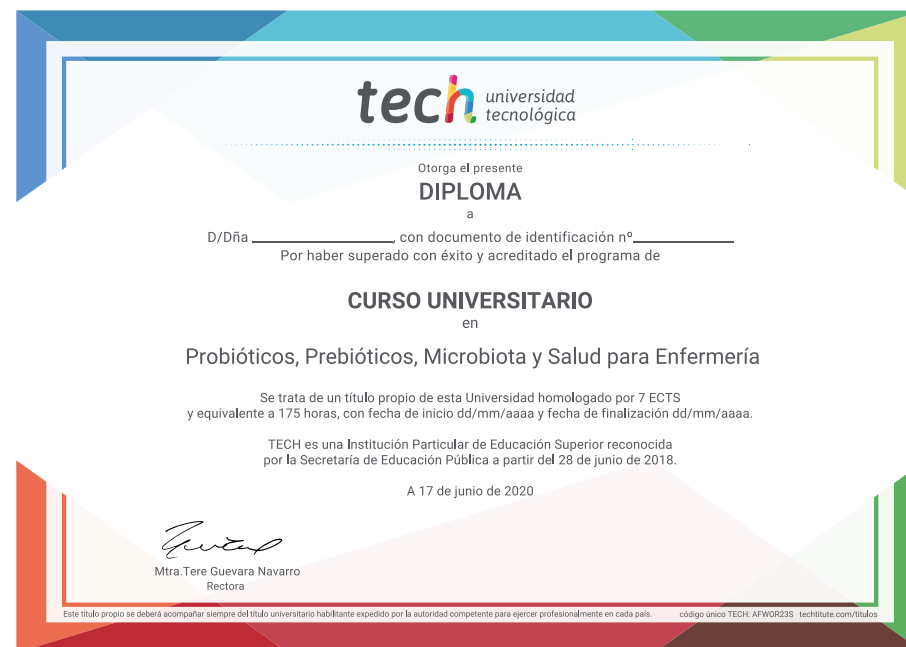 tech universidad
tecnológica
Otorga el presente
DIPLOMA
a
D/Dña ____________________, con documento de identificación nº______________
Por haber superado con éxito y acreditado el programa de
CURSO UNIVERSITARIO
en
Probióticos, Prebióticos, Microbiota y Salud para Enfermería
Se trata de un título propio de esta Universidad homologado por 7 ECTS
y equivalente a 175 horas, con fecha de inicio dd/mm/aaaa y fecha de finalización dd/mm/aaaa.
TECH es una Institución Particular de Educación Superior reconocida
por la Secretaría de Educación Pública a partir del 28 de junio de 2018.
A 17 de junio de 2020
Mtra.Tere Guevara Navarro
Rectora
Este título propio se deberá acompañar siempre del título universitario habilitante expedido por la autoridad competente para ejercer profesionalmente en cada país. código único TECH: AFWOR23S techtitute.com/títulos